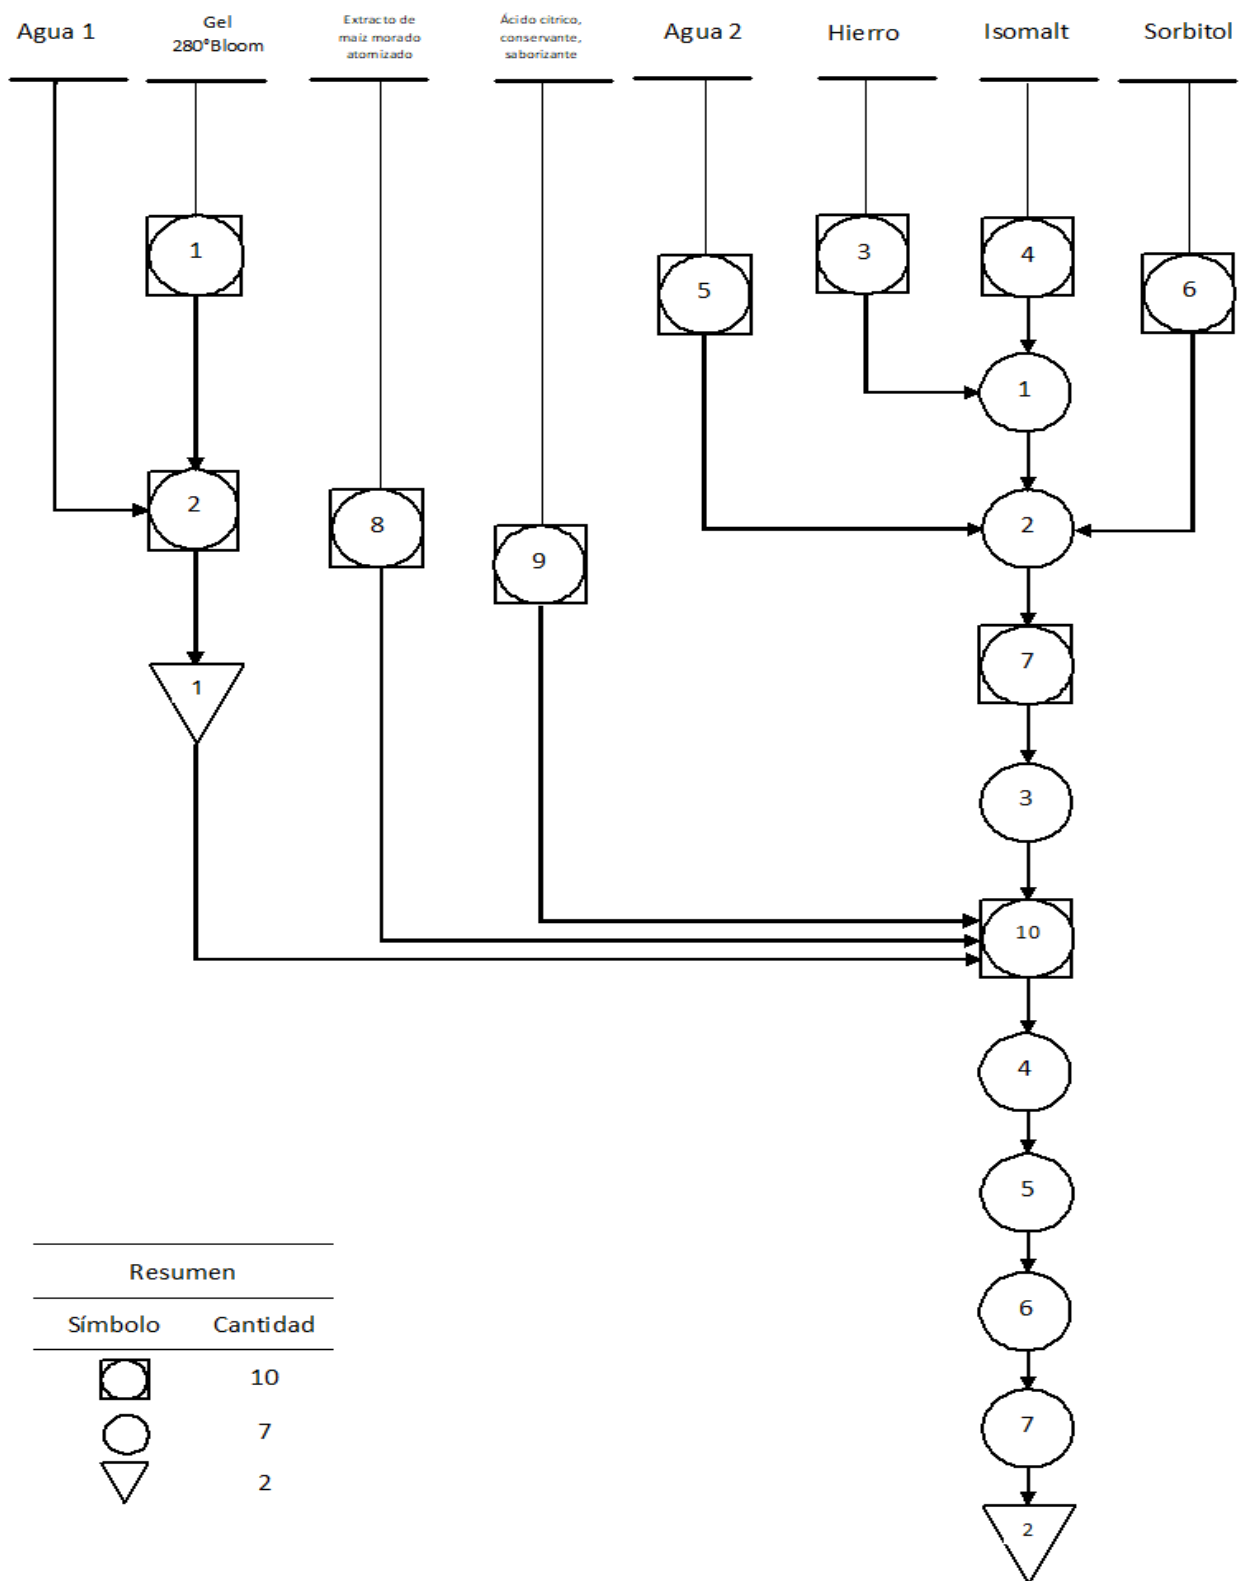 Agua 1
Gel
280°Bloom
Extracto de
maíz morado
atomizado
Ácido cítrico,
conservante,
saborizante
Agua 2
Hierro
Isomalt
Sorbitol
1
3
4
5
6
1
2
8
9
2
7
1
3
10
4
5
6
7
2
Resumen
Símbolo Cantidad
10
7
2